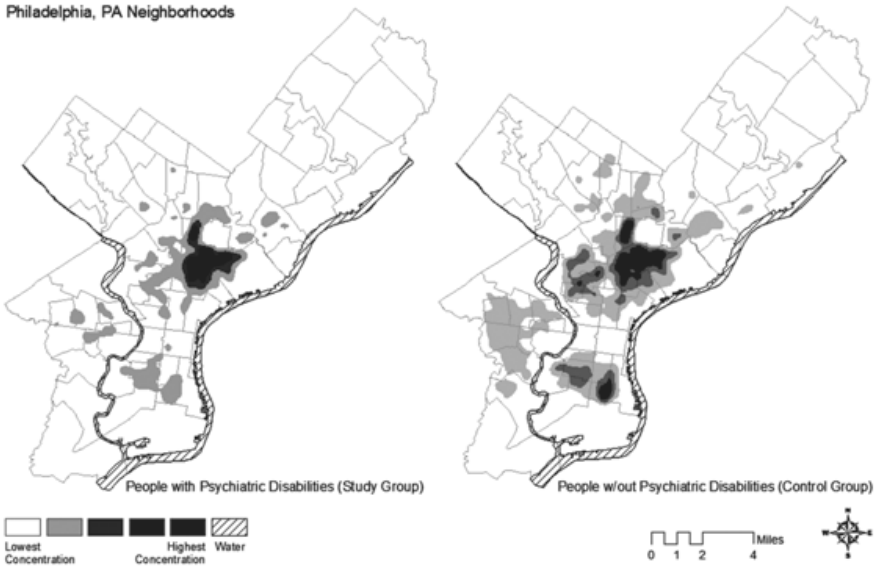 Philadelphia, PA Neighborhoods
People with Psychiatric Disabilities (Study Group)
People w/out Psychiatric Disabilities (Control Group)
Lowest Concentration
Highest Concentration
Water
Miles
0 1 2 4
N
W E
S